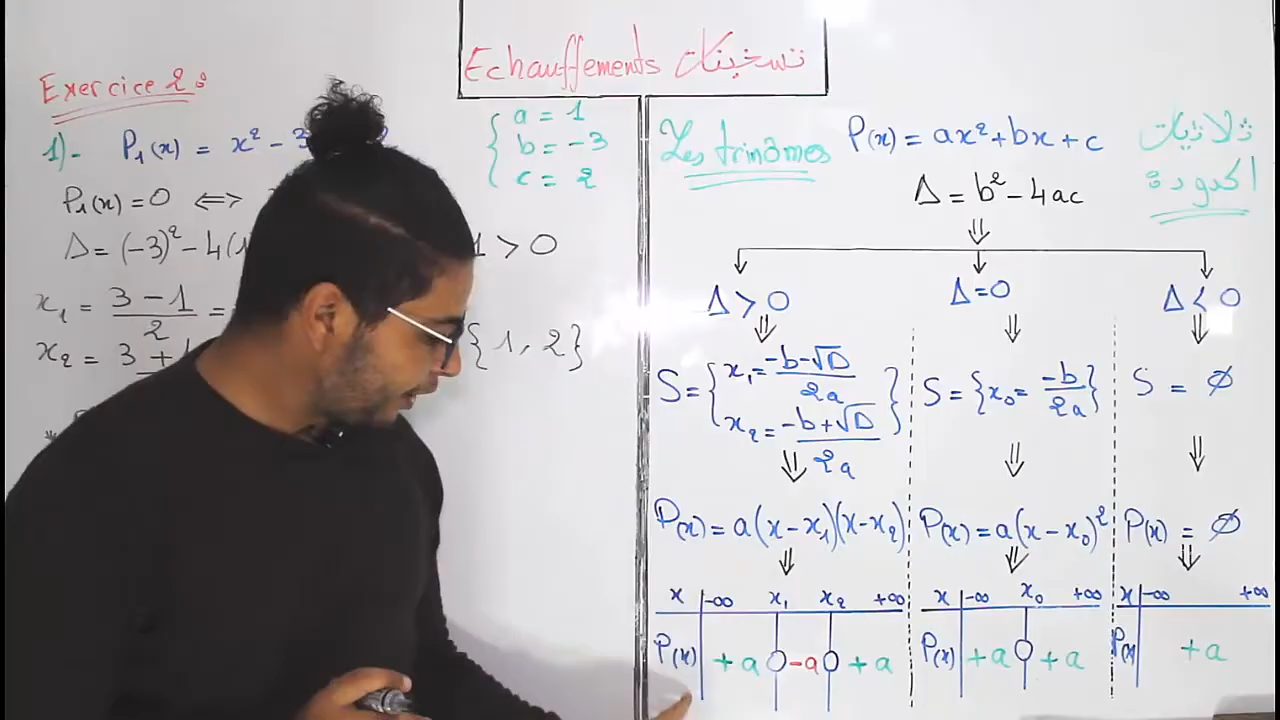 Echauffements تسخينات
Exercice 2 :
1)- P₁(x) = x² - 3
{ a = 1
b = -3
c = 2
P₁(x)=0 ⟺
Δ = (-3)² - 4(1 1 > 0
x₁ = (3 - 1)/2 =
x₂ = 3 +
{1, 2}
Les trinômes P(x) = ax² + bx + c ثلاثيات
الحدود :
Δ = b² - 4ac
⇓
Δ > 0 Δ = 0 Δ < 0
⇓ ⇓ ⇓
S = { x₁ = (-b-√Δ)/2a
x₂ = (-b+√Δ)/2a }
S = {x₀ = -b/2a} S = ∅
⇓ ⇓ ⇓
P(x) = a(x-x₁)(x-x₂) P(x) = a(x-x₀)² P(x) = ∅
⇓ ⇓ ⇓
x -∞ x₁ x₂ +∞ x -∞ x₀ +∞ x -∞ +∞
P(x) +a 0 -a 0 +a P(x) +a 0 +a P(x) +a